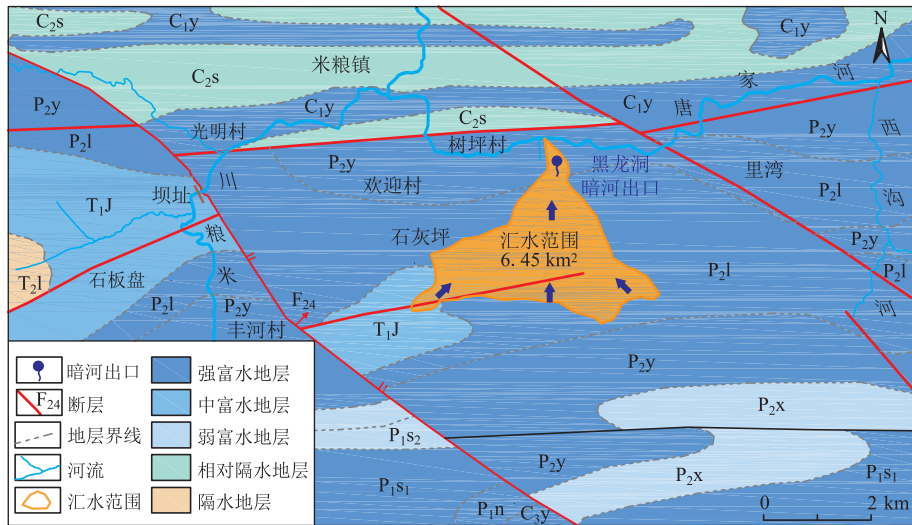 C₂s
C₁y
C₁y
N
米粮镇
C₂s
唐家河
P₂y
C₁y
C₁y
C₂s
P₂y
P₂l
光明村
树坪村
西沟河
P₂y
黑龙洞
暗河出口
里湾
欢迎村
P₂l
坝址
T₁J
米粮川
石灰坪
汇水范围
6.45 km²
P₂y
T₂l
石板盘
P₂l
P₂l
P₂l
P₂y
F₂₄
丰河村
T₁J
P₂y
P₂x
P₁s₂
P₂y
P₂x
P₁s₁
P₁s₁
P₁n
C₃y
暗河出口
强富水地层
F₂₄
断层
中富水地层
地层界线
弱富水地层
河流
相对隔水地层
汇水范围
隔水地层
0
2 km